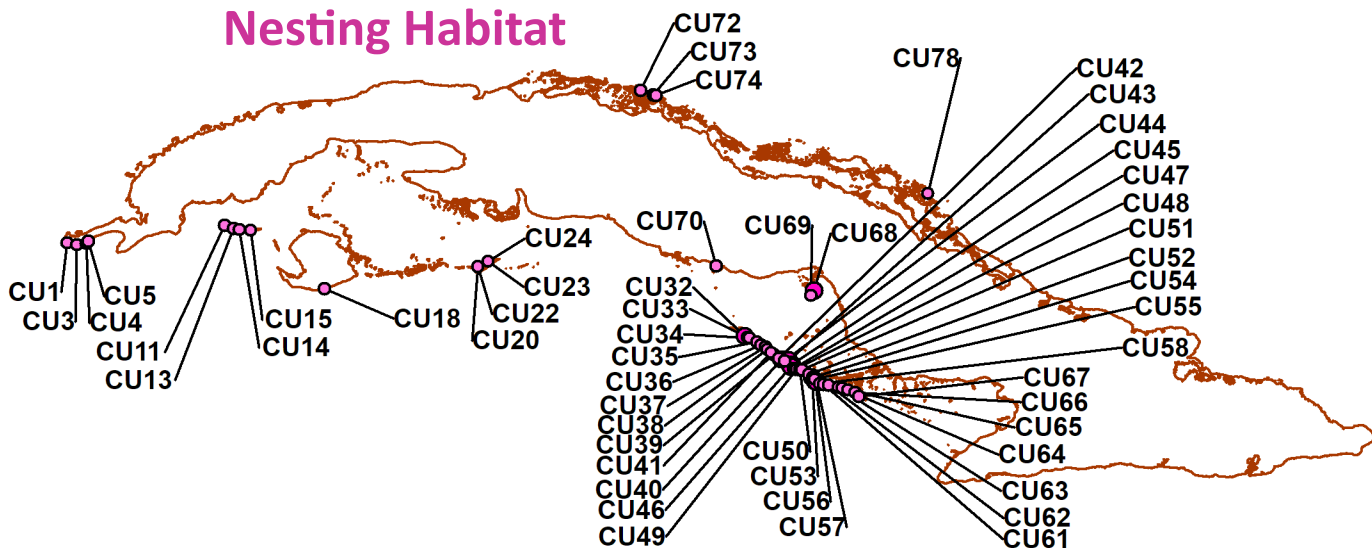 Nesting Habitat
CU72
CU73
CU74
CU78
CU42
CU43
CU44
CU45
CU47
CU48
CU51
CU52
CU54
CU55
CU58
CU67
CU66
CU65
CU64
CU63
CU62
CU61
CU70
CU69
CU68
CU24
CU23
CU22
CU20
CU18
CU15
CU14
CU11
CU13
CU1
CU5
CU3
CU4
CU32
CU33
CU34
CU35
CU36
CU37
CU38
CU39
CU41
CU40
CU46
CU49
CU50
CU53
CU56
CU57